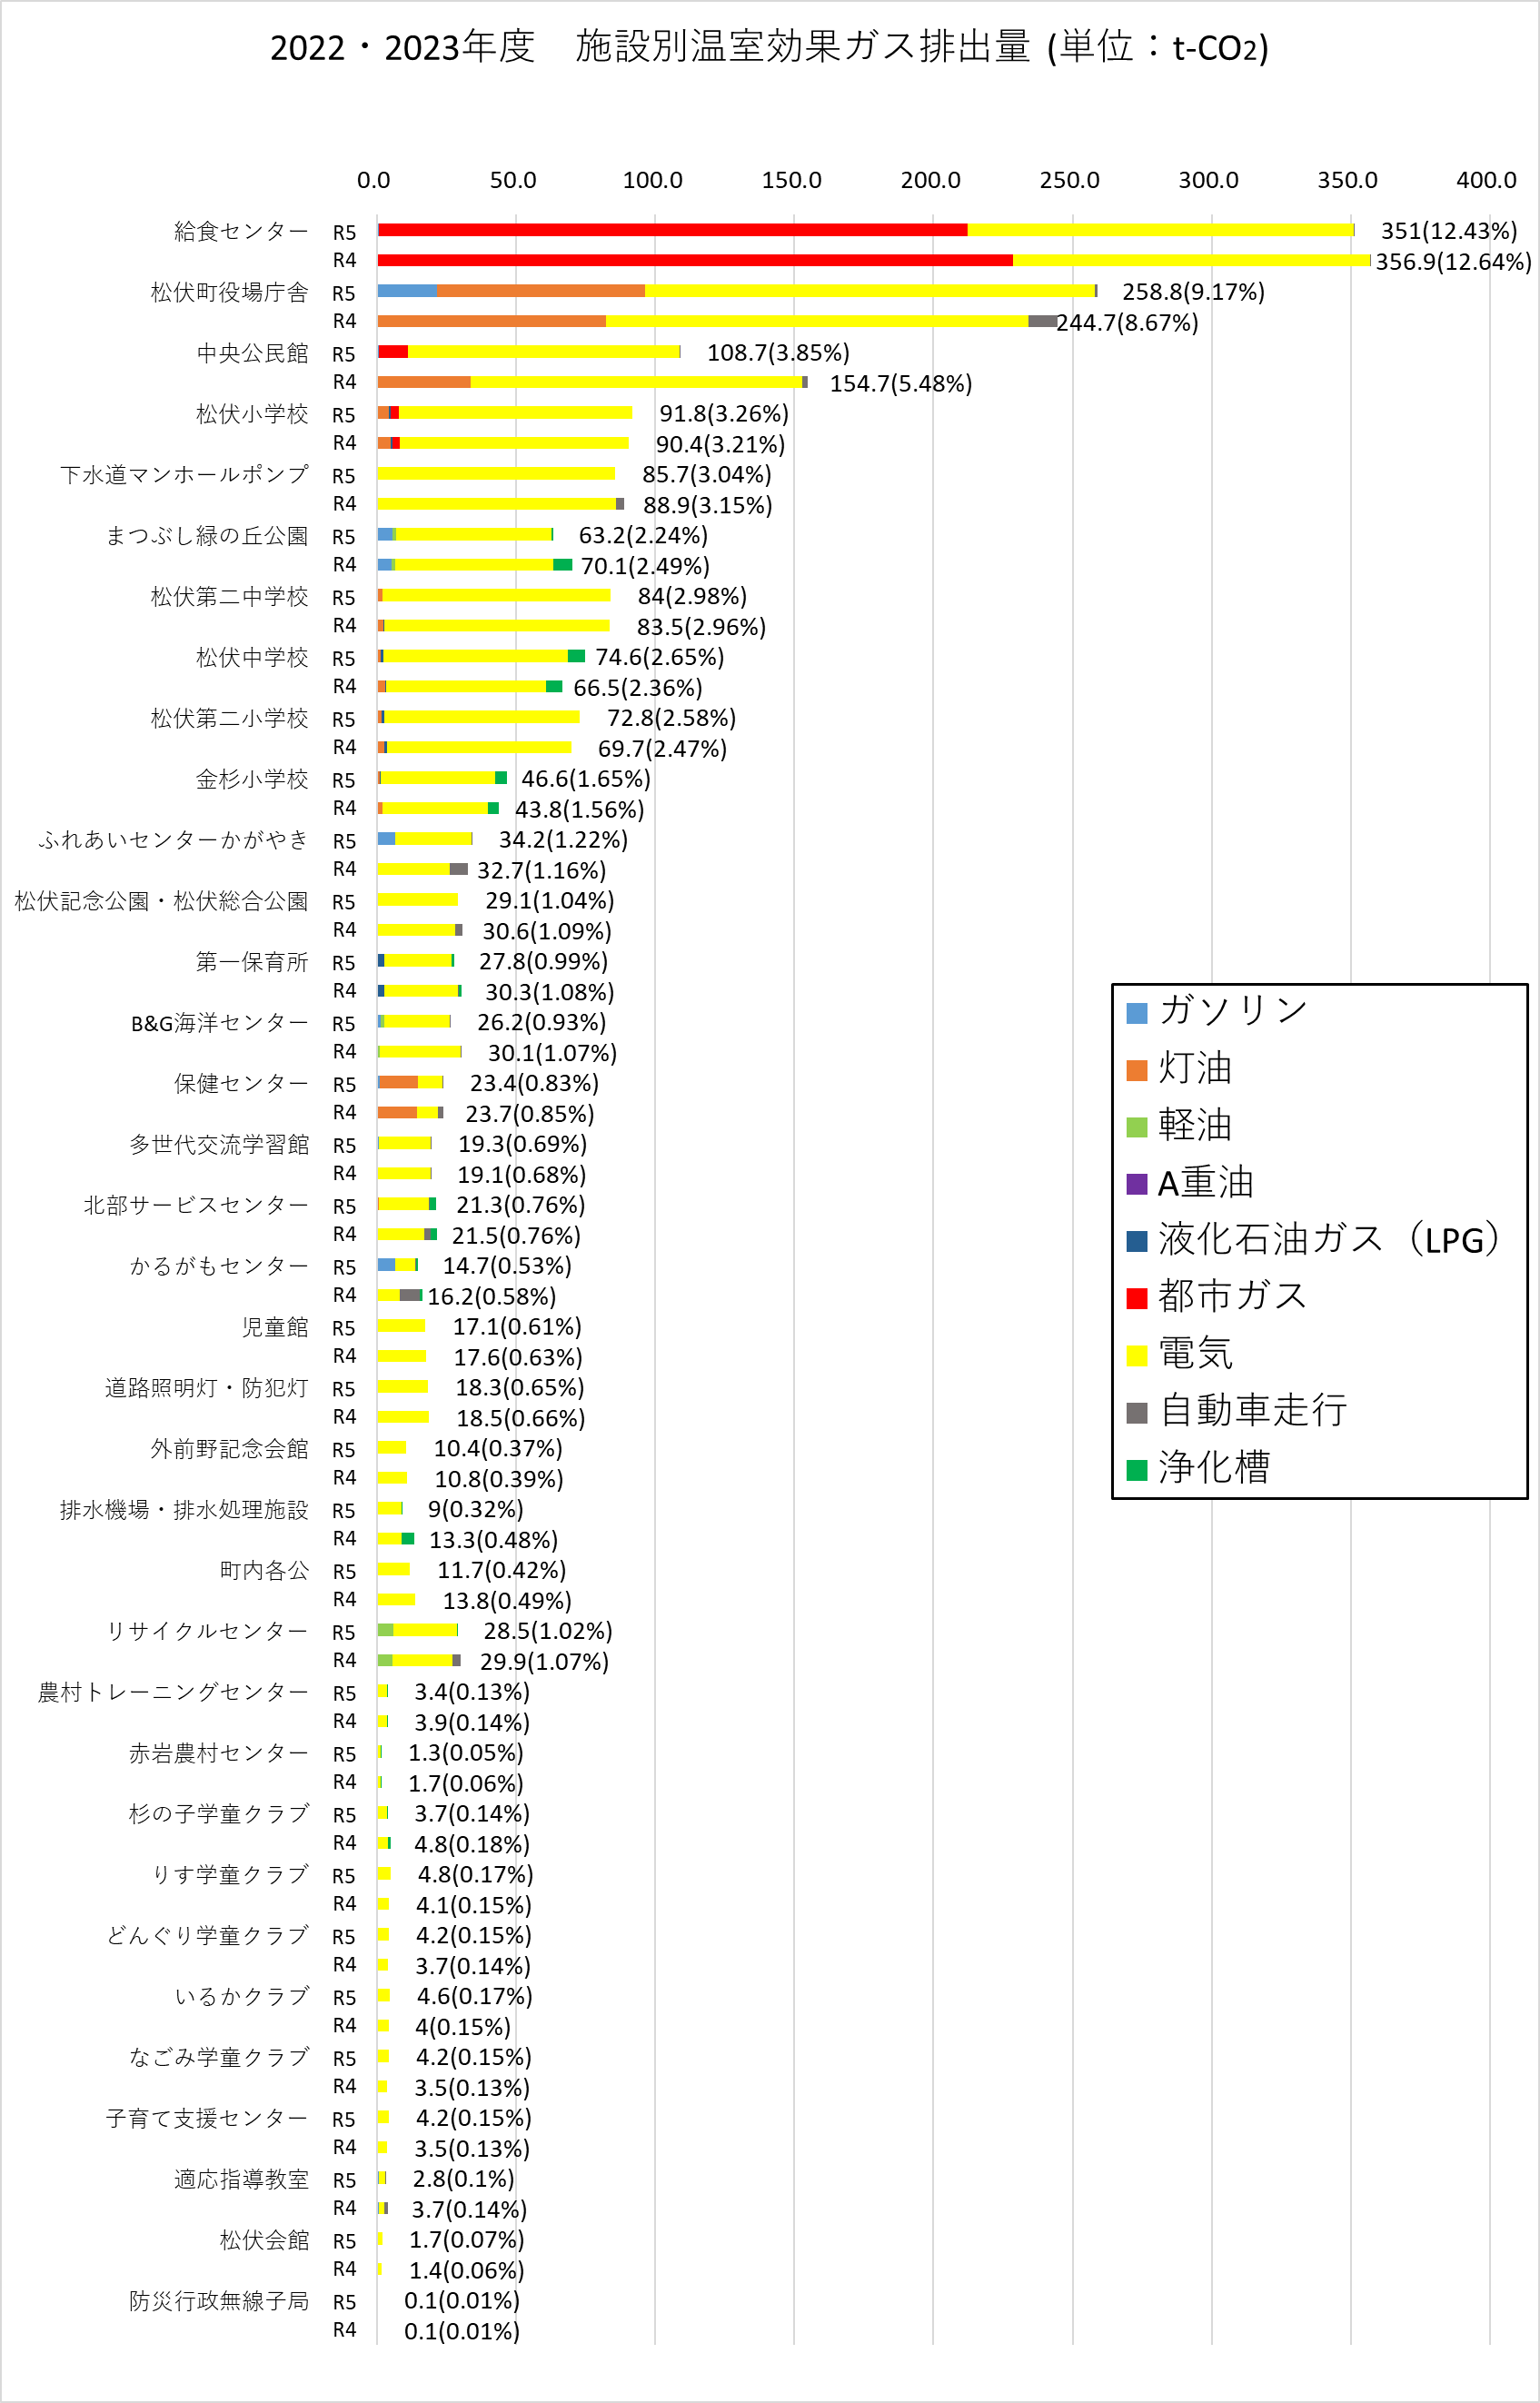 2022・2023年度　施設別温室効果ガス排出量 (単位：t-CO2)
0.0 50.0 100.0 150.0 200.0 250.0 300.0 350.0 400.0
給食センター R5 351(12.43%)
R4 356.9(12.64%)
松伏町役場庁舎 R5 258.8(9.17%)
R4 244.7(8.67%)
中央公民館 R5 108.7(3.85%)
R4 154.7(5.48%)
松伏小学校 R5 91.8(3.26%)
R4 90.4(3.21%)
下水道マンホールポンプ R5 85.7(3.04%)
R4 88.9(3.15%)
まつぶし緑の丘公園 R5 63.2(2.24%)
R4 70.1(2.49%)
松伏第二中学校 R5 84(2.98%)
R4 83.5(2.96%)
松伏中学校 R5 74.6(2.65%)
R4 66.5(2.36%)
松伏第二小学校 R5 72.8(2.58%)
R4 69.7(2.47%)
金杉小学校 R5 46.6(1.65%)
R4 43.8(1.56%)
ふれあいセンターかがやき R5 34.2(1.22%)
R4 32.7(1.16%)
松伏記念公園・松伏総合公園 R5 29.1(1.04%)
R4 30.6(1.09%)
第一保育所 R5 27.8(0.99%)
R4 30.3(1.08%)
B&G海洋センター R5 26.2(0.93%)
R4 30.1(1.07%)
保健センター R5 23.4(0.83%)
R4 23.7(0.85%)
多世代交流学習館 R5 19.3(0.69%)
R4 19.1(0.68%)
北部サービスセンター R5 21.3(0.76%)
R4 21.5(0.76%)
かるがもセンター R5 14.7(0.53%)
R4 16.2(0.58%)
児童館 R5 17.1(0.61%)
R4 17.6(0.63%)
道路照明灯・防犯灯 R5 18.3(0.65%)
R4 18.5(0.66%)
外前野記念会館 R5 10.4(0.37%)
R4 10.8(0.39%)
排水機場・排水処理施設 R5 9(0.32%)
R4 13.3(0.48%)
町内各公 R5 11.7(0.42%)
R4 13.8(0.49%)
リサイクルセンター R5 28.5(1.02%)
R4 29.9(1.07%)
農村トレーニングセンター R5 3.4(0.13%)
R4 3.9(0.14%)
赤岩農村センター R5 1.3(0.05%)
R4 1.7(0.06%)
杉の子学童クラブ R5 3.7(0.14%)
R4 4.8(0.18%)
りす学童クラブ R5 4.8(0.17%)
R4 4.1(0.15%)
どんぐり学童クラブ R5 4.2(0.15%)
R4 3.7(0.14%)
いるかクラブ R5 4.6(0.17%)
R4 4(0.15%)
なごみ学童クラブ R5 4.2(0.15%)
R4 3.5(0.13%)
子育て支援センター R5 4.2(0.15%)
R4 3.5(0.13%)
適応指導教室 R5 2.8(0.1%)
R4 3.7(0.14%)
松伏会館 R5 1.7(0.07%)
R4 1.4(0.06%)
防災行政無線子局 R5 0.1(0.01%)
R4 0.1(0.01%)
ガソリン
灯油
軽油
A重油
液化石油ガス（LPG）
都市ガス
電気
自動車走行
浄化槽